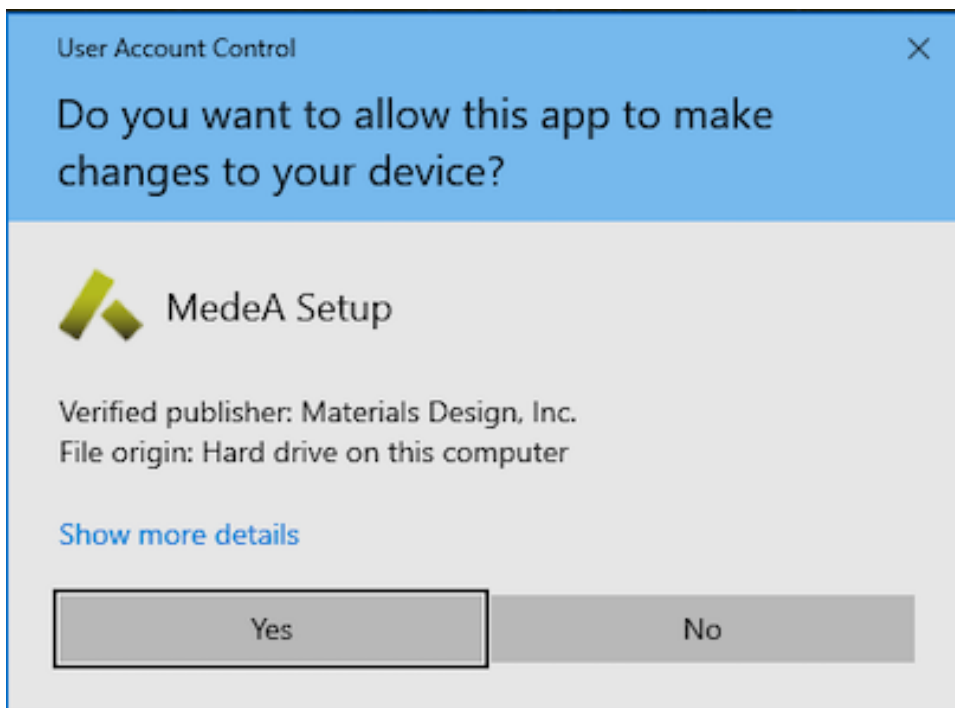 User Account Control
Do you want to allow this app to make
changes to your device?
MedeA Setup
Verified publisher: Materials Design, Inc.
File origin: Hard drive on this computer
Show more details
Yes
No